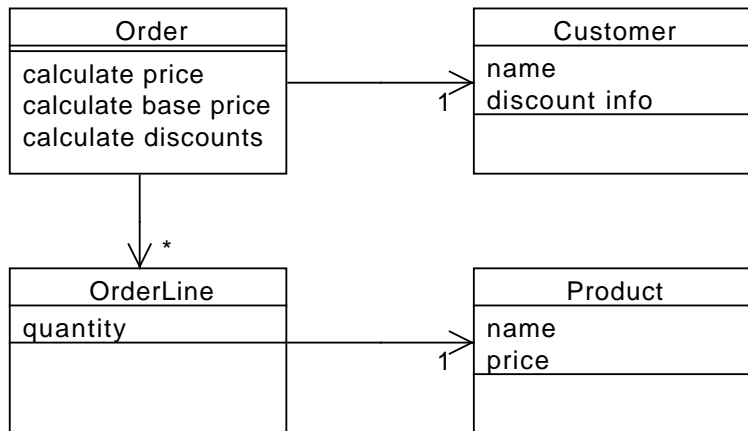 Order
calculate price
calculate base price
calculate discounts
1
Customer
name
discount info
*
OrderLine
quantity
1
Product
name
price